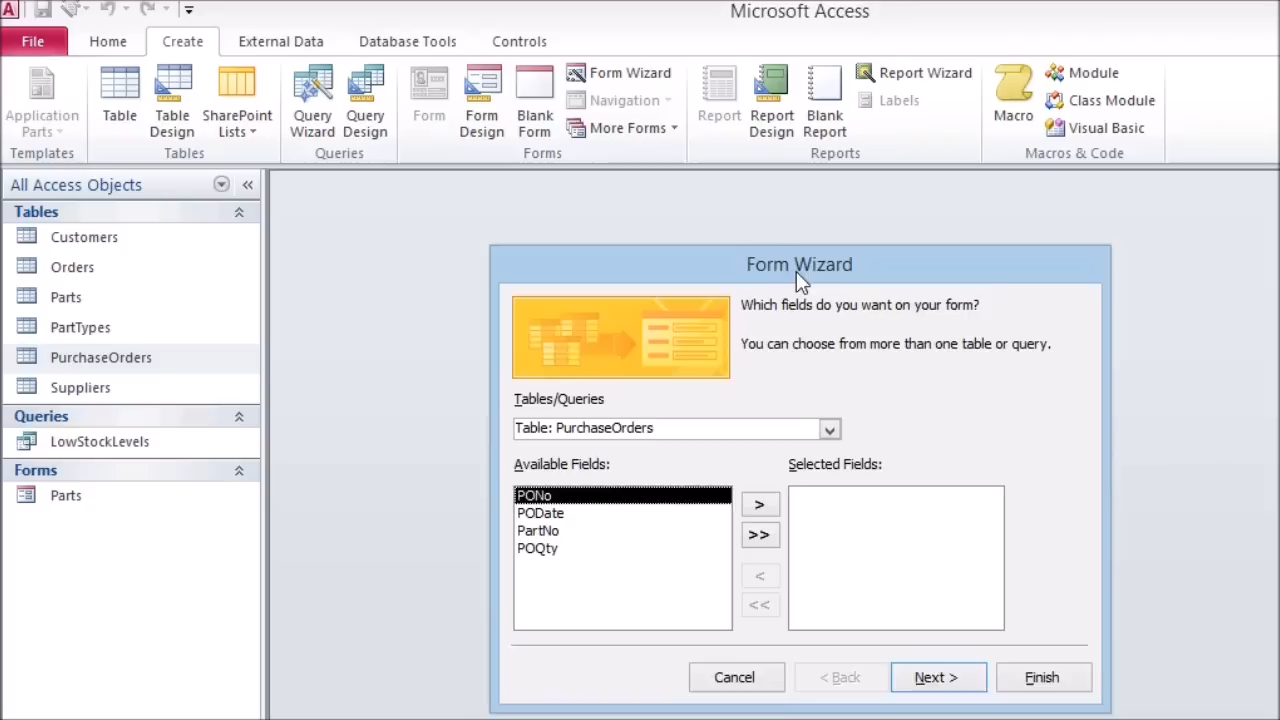 A
Microsoft Access
File Home Create External Data Database Tools Controls
Application Parts
Table
Table Design
SharePoint Lists
Query Wizard
Query Design
Form
Form Design
Blank Form
Form Wizard
Navigation
More Forms
Report
Report Design
Blank Report
Report Wizard
Labels
Macro
Module
Class Module
Visual Basic
Templates Tables Queries Forms Reports Macros & Code
All Access Objects «
Tables
Customers
Orders
Parts
PartTypes
PurchaseOrders
Suppliers
Queries
LowStockLevels
Forms
Parts
Form Wizard
Which fields do you want on your form?
You can choose from more than one table or query.
Tables/Queries
Table: PurchaseOrders
Available Fields:
PONo
PODate
PartNo
POQty
>
>>
<
<<
Selected Fields:
Cancel < Back Next > Finish